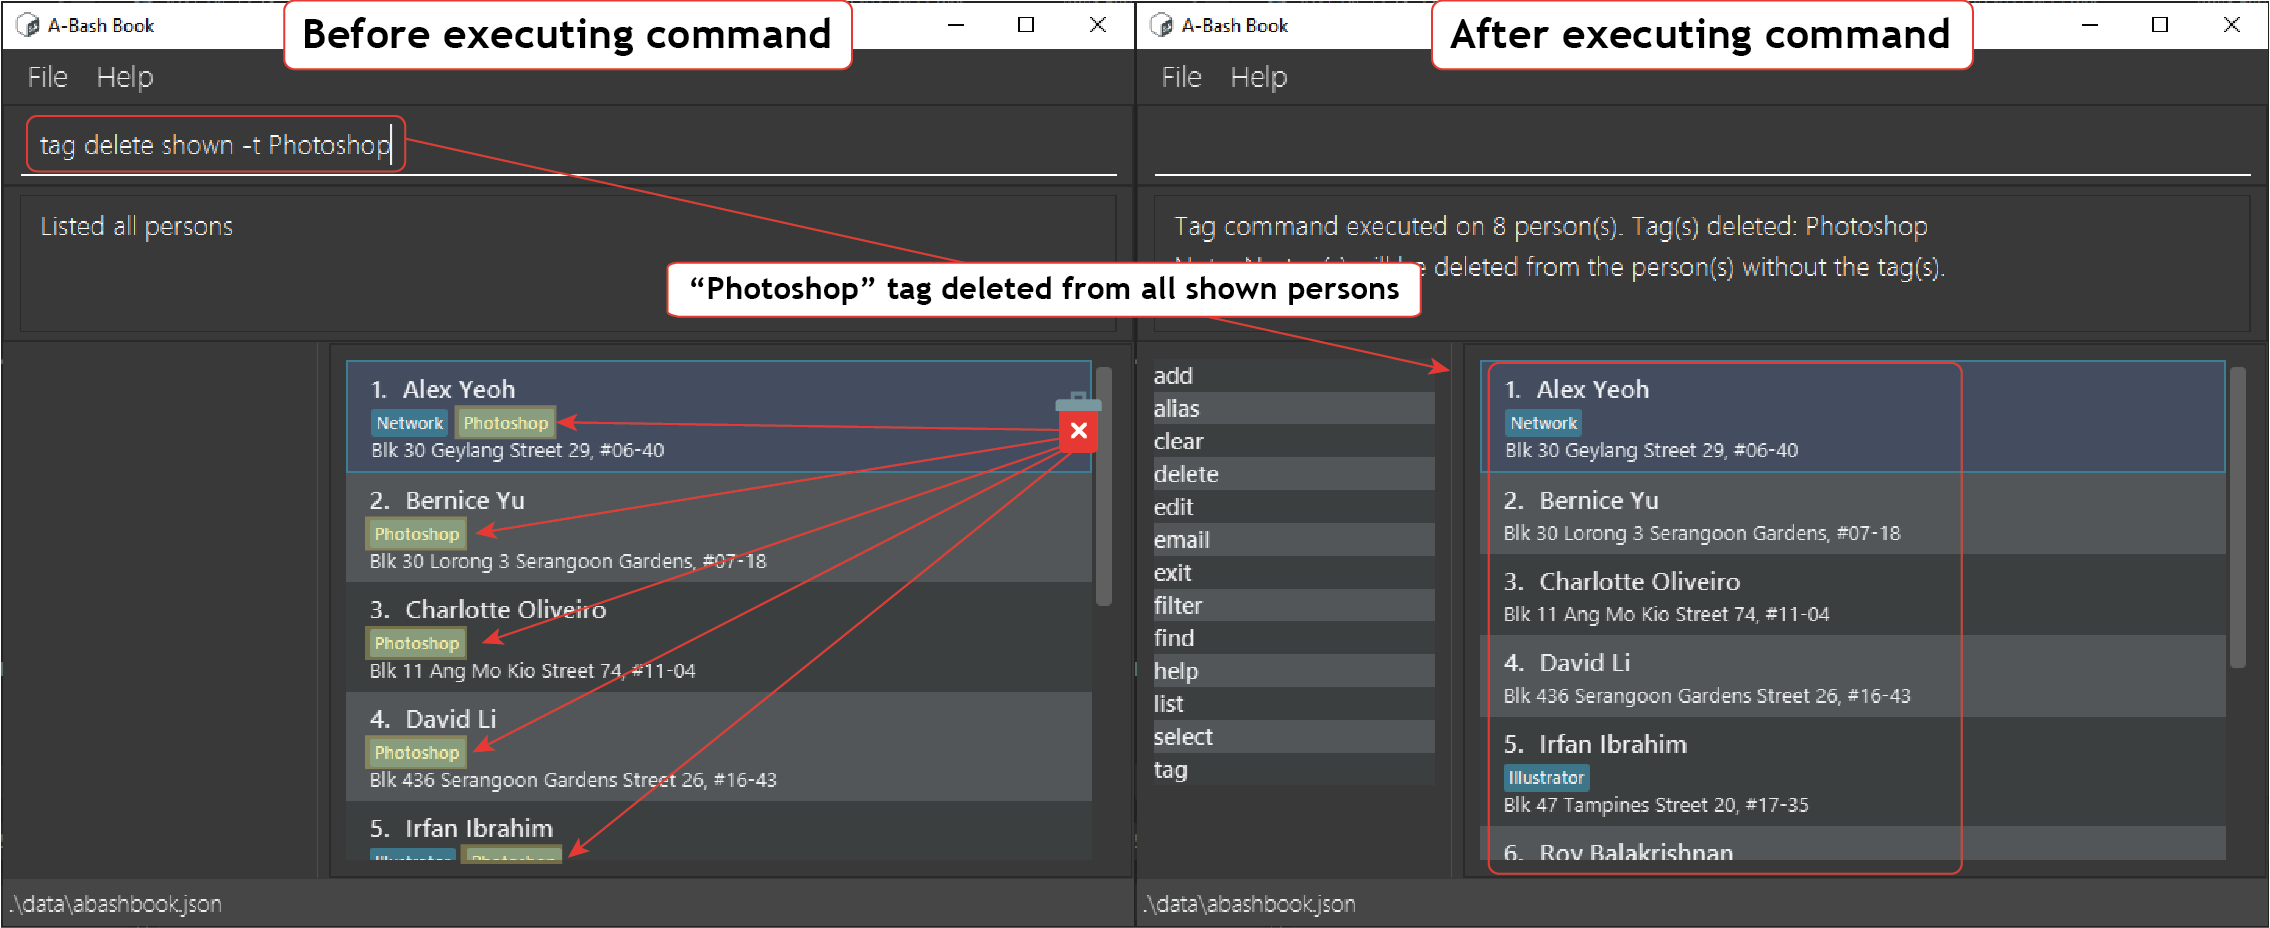 A-Bash Book
Before executing command
File Help
tag delete shown -t Photoshop
Listed all persons
1. Alex Yeoh
Network Photoshop
Blk 30 Geylang Street 29, #06-40
2. Bernice Yu
Photoshop
Blk 30 Lorong 3 Serangoon Gardens, #07-18
3. Charlotte Oliveiro
Photoshop
Blk 11 Ang Mo Kio Street 74, #11-04
4. David Li
Photoshop
Blk 436 Serangoon Gardens Street 26, #16-43
5. Irfan Ibrahim
Illustrator Photoshop
.\data\abashbook.json
“Photoshop” tag deleted from all shown persons
A-Bash Book
After executing command
File Help
Tag command executed on 8 person(s). Tag(s) deleted: Photoshop
deleted from the person(s) without the tag(s).
add
alias
clear
delete
edit
email
exit
filter
find
help
list
select
tag
1. Alex Yeoh
Network
Blk 30 Geylang Street 29, #06-40
2. Bernice Yu
Blk 30 Lorong 3 Serangoon Gardens, #07-18
3. Charlotte Oliveiro
Blk 11 Ang Mo Kio Street 74, #11-04
4. David Li
Blk 436 Serangoon Gardens Street 26, #16-43
5. Irfan Ibrahim
Illustrator
Blk 47 Tampines Street 20, #17-35
6. Roy Balakrishnan
.\data\abashbook.json